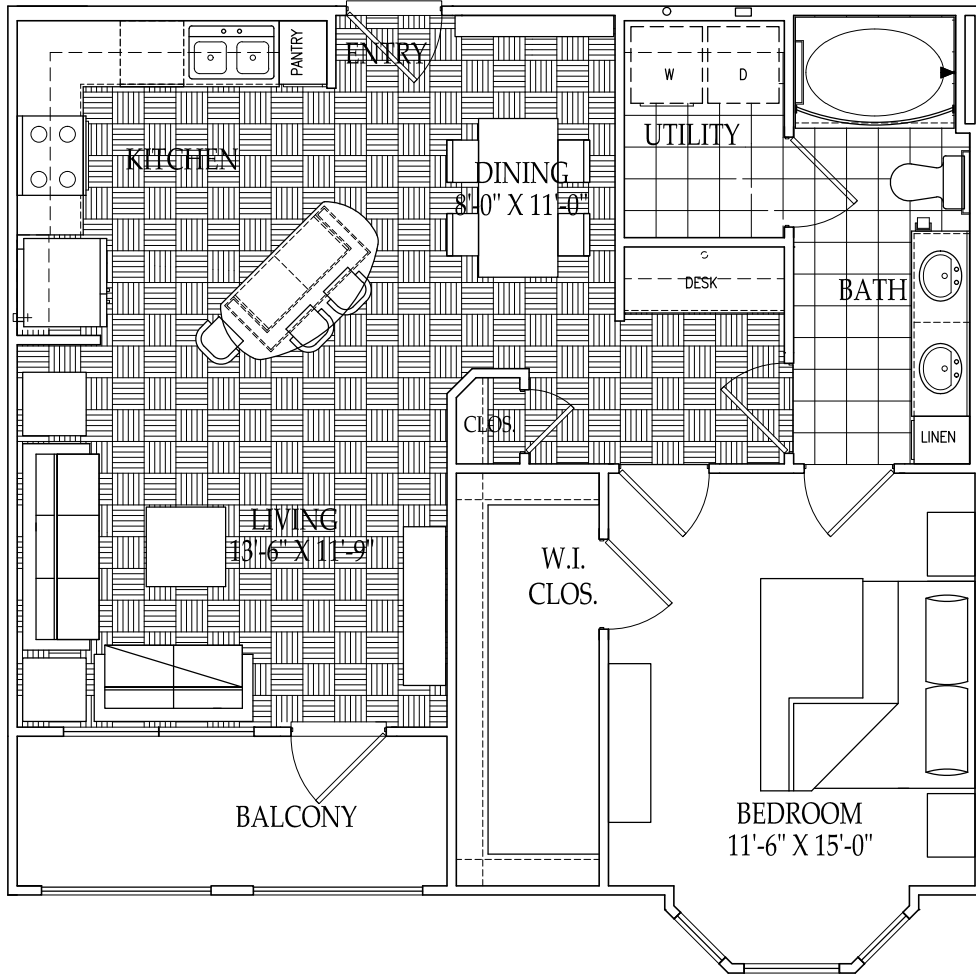 PANTRY
ENTRY
W
D
UTILITY
KITCHEN
DINING
8'-0" X 11'-0"
DESK
BATH
CLOS.
LINEN
LIVING
13'-6" X 11'-9"
W.I.
CLOS.
BALCONY
BEDROOM
11'-6" X 15'-0"